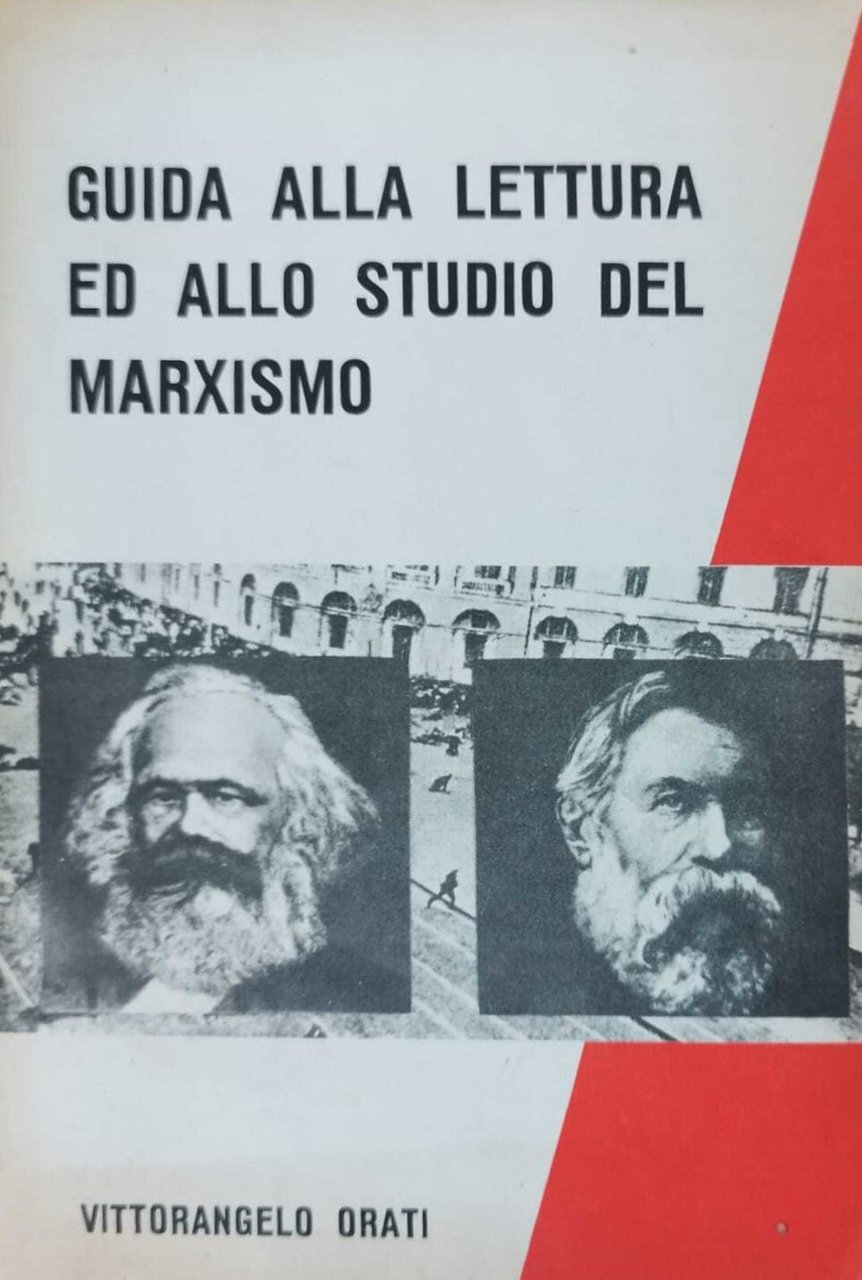 GUIDA ALLA LETTURA
ED ALLO STUDIO DEL
MARXISMO
VITTORANGELO ORATI